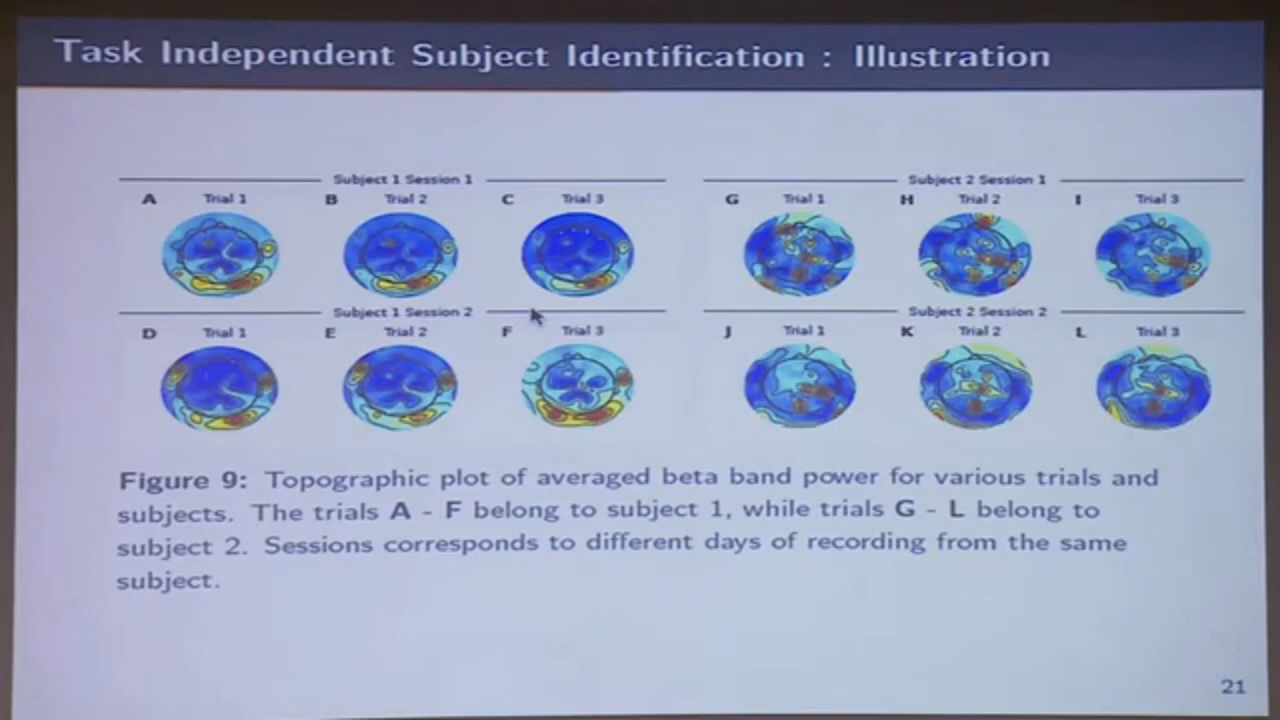 Task Independent Subject Identification : Illustration
Subject 1 Session 1
A Trial 1 B Trial 2 C Trial 3
Subject 2 Session 1
G Trial 1 H Trial 2 I Trial 3
Subject 1 Session 2
D Trial 1 E Trial 2 F Trial 3
Subject 2 Session 2
J Trial 1 K Trial 2 L Trial 3
Figure 9: Topographic plot of averaged beta band power for various trials and
subjects. The trials A - F belong to subject 1, while trials G - L belong to
subject 2. Sessions corresponds to different days of recording from the same
subject.
21